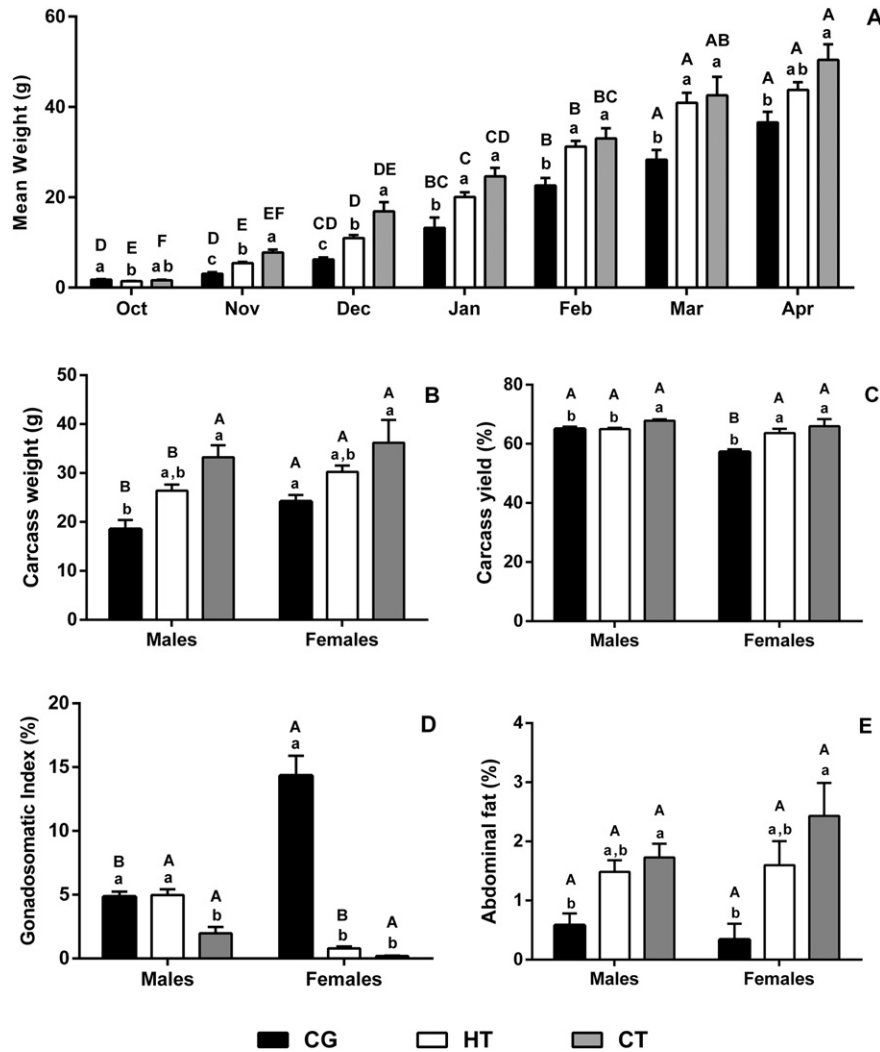 A
Mean Weight (g)
60
40
20
0
D E F
a b ab
D E EF
c b a
CD D DE
c b a
BC C CD
b a a
B B BC
b a a
A A AB
b a a
A A A
b ab a
Oct Nov Dec Jan Feb Mar Apr
B
Carcass weight (g)
50
40
30
20
10
0
B B A
b a,b a
A A A
a a,b a
Males Females
C
Carcass yield (%)
80
60
40
20
0
A A A
b b a
B A A
b a a
Males Females
D
Gonadosomatic Index (%)
20
15
10
5
0
B A A
a a b
A B A
a b b
Males Females
E
Abdominal fat (%)
4
3
2
1
0
A A A
b a,b a
A A A
b a,b a
Males Females
CG HT CT